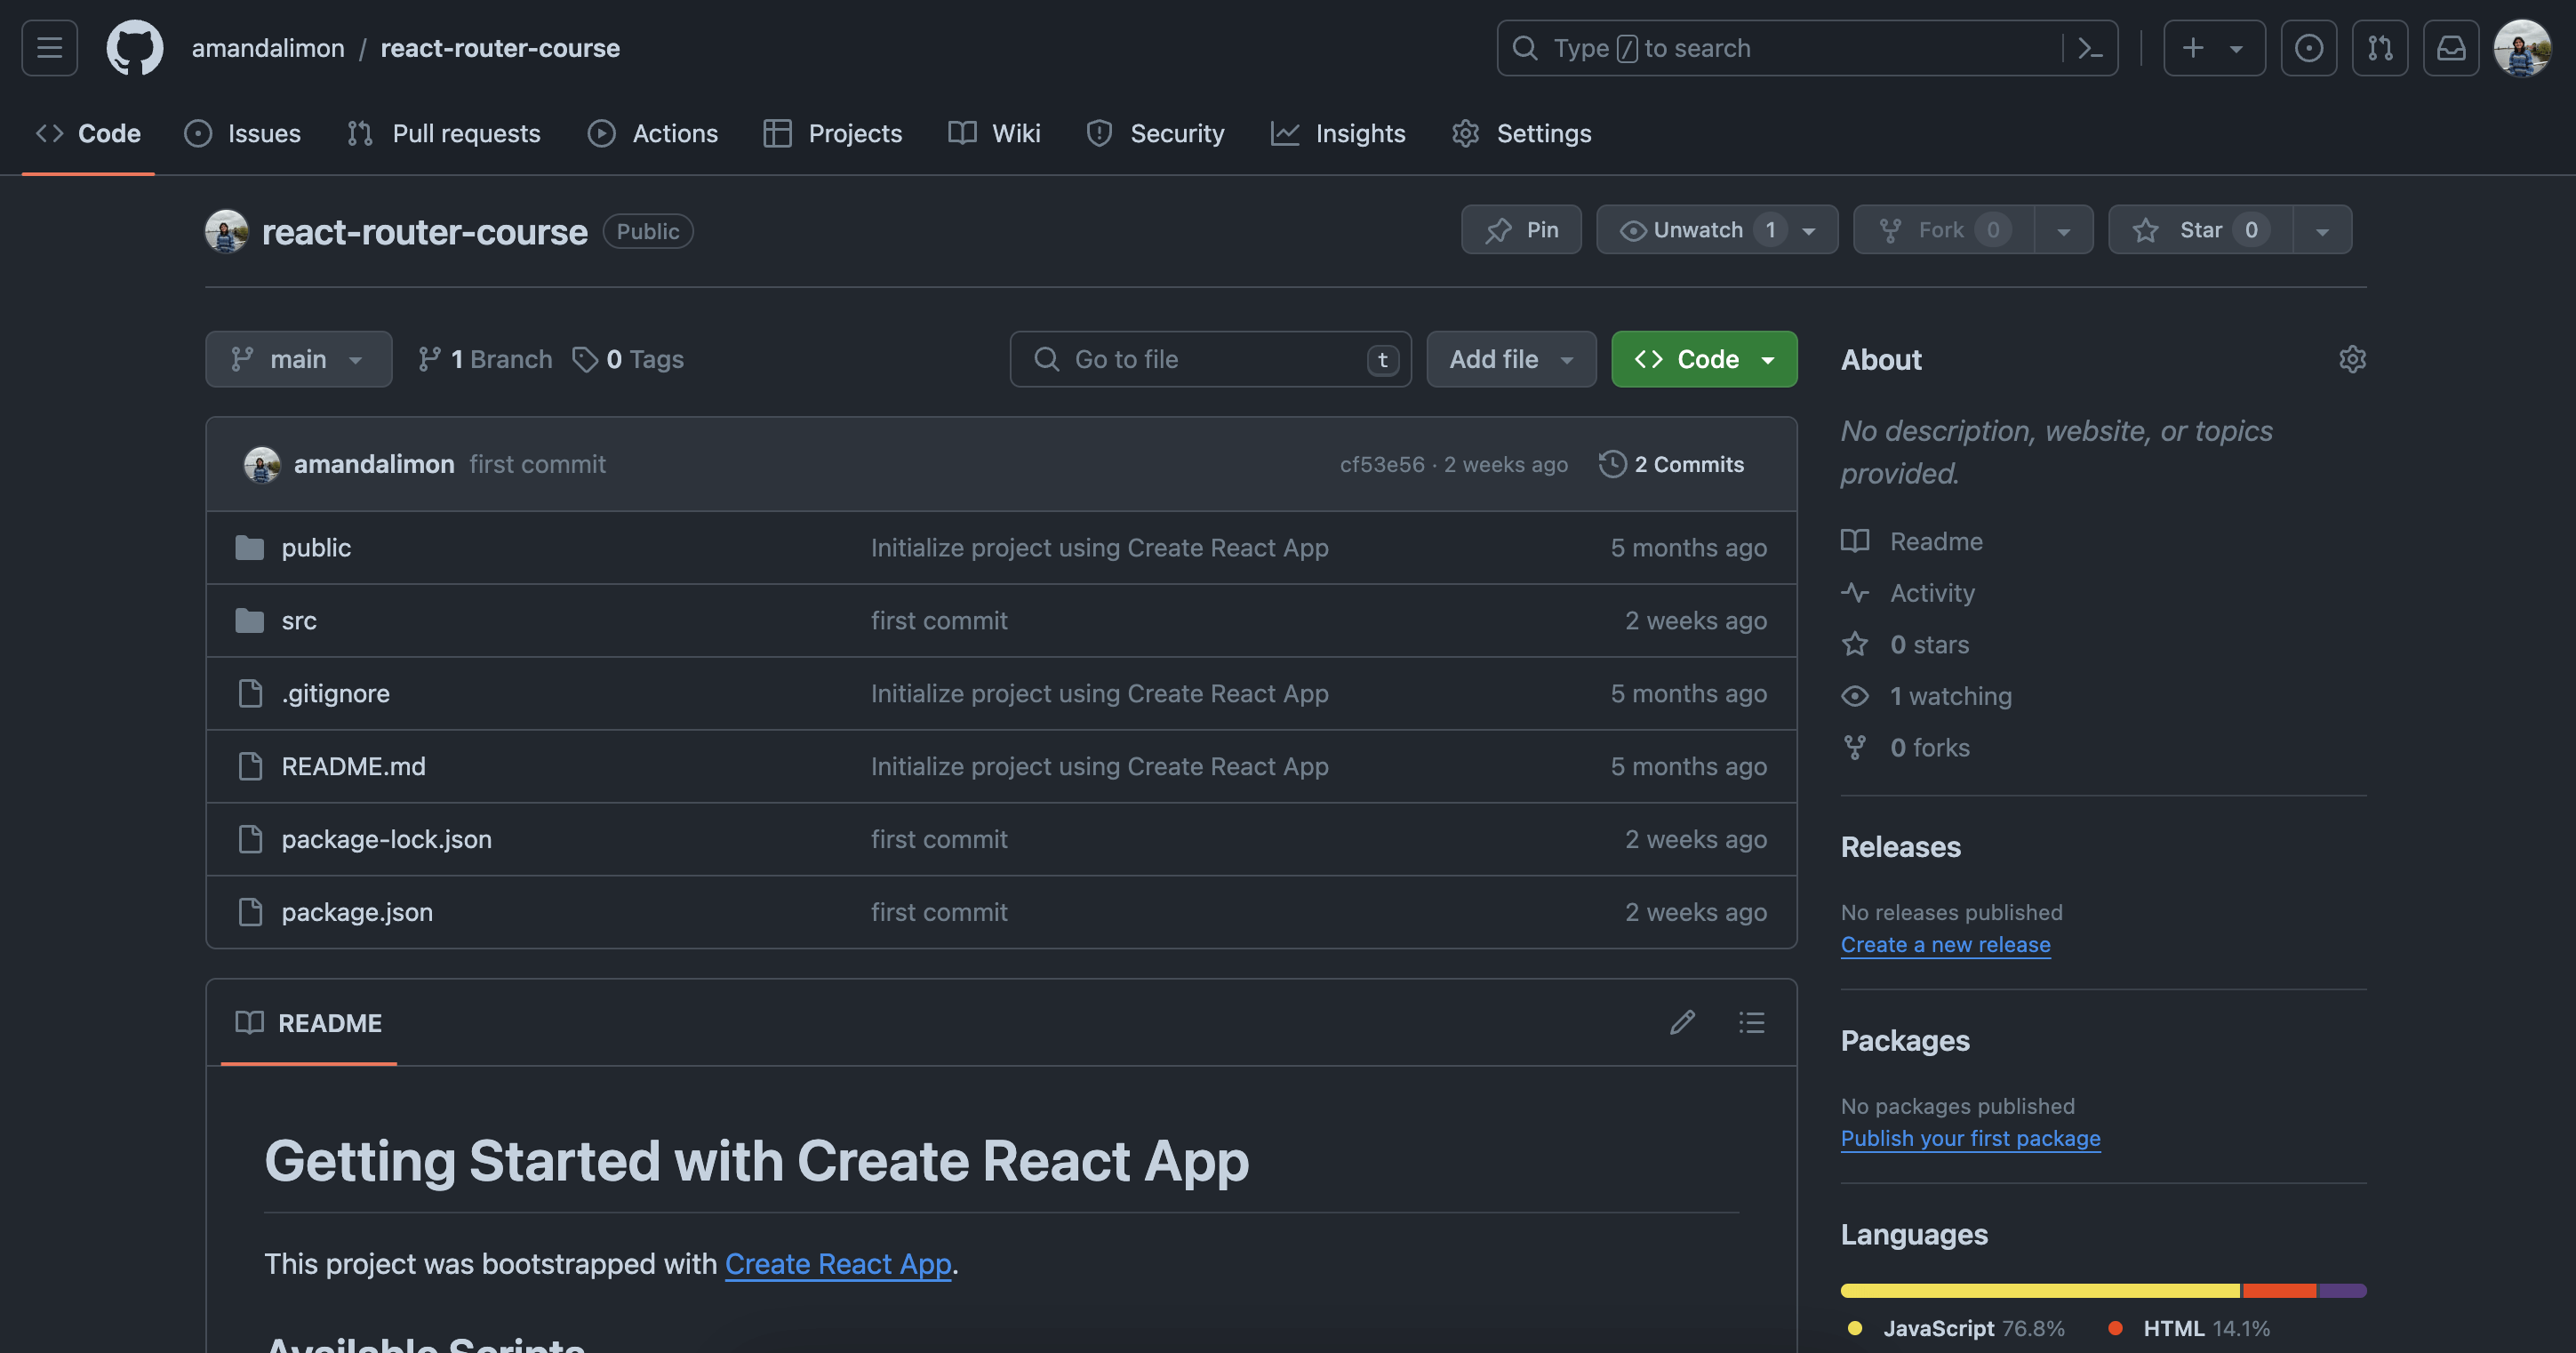 amandalimon / react-router-course
Type / to search
Code Issues Pull requests Actions Projects Wiki Security Insights Settings
react-router-course Public
Pin Unwatch 1 Fork 0 Star 0
main 1 Branch 0 Tags Go to file t Add file Code
amandalimon first commit cf53e56 · 2 weeks ago 2 Commits
public Initialize project using Create React App 5 months ago
src first commit 2 weeks ago
.gitignore Initialize project using Create React App 5 months ago
README.md Initialize project using Create React App 5 months ago
package-lock.json first commit 2 weeks ago
package.json first commit 2 weeks ago
README
Getting Started with Create React App
This project was bootstrapped with Create React App.
Available Scripts
About
No description, website, or topics
provided.
Readme
Activity
0 stars
1 watching
0 forks
Releases
No releases published
Create a new release
Packages
No packages published
Publish your first package
Languages
JavaScript 76.8% HTML 14.1%